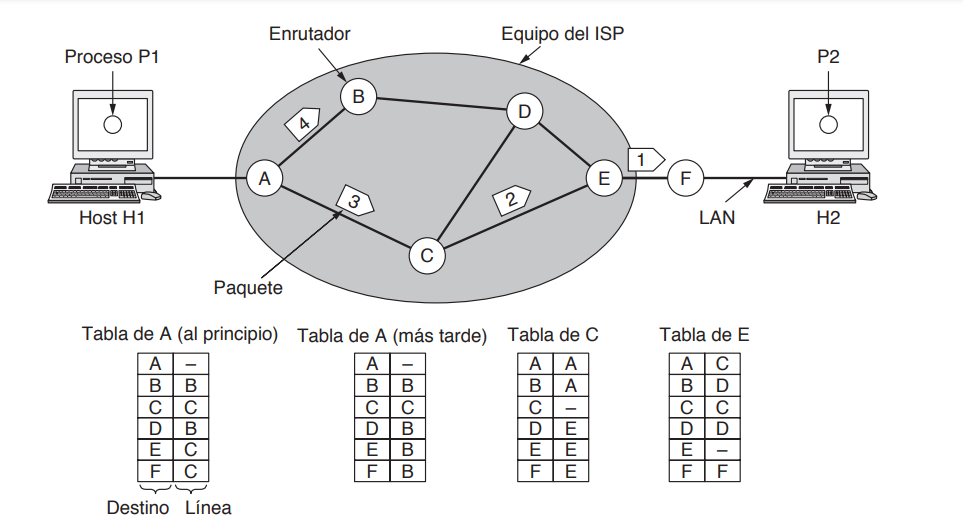 Enrutador
Equipo del ISP
Proceso P1
P2
B
D
4
1
A
E
F
3
2
C
Host H1
LAN
H2
Paquete
Tabla de A (al principio)
A –
B B
C C
D B
E C
F C
Destino Línea
Tabla de A (más tarde)
A –
B B
C C
D B
E B
F B
Tabla de C
A A
B A
C –
D E
E E
F E
Tabla de E
A C
B D
C C
D D
E –
F F